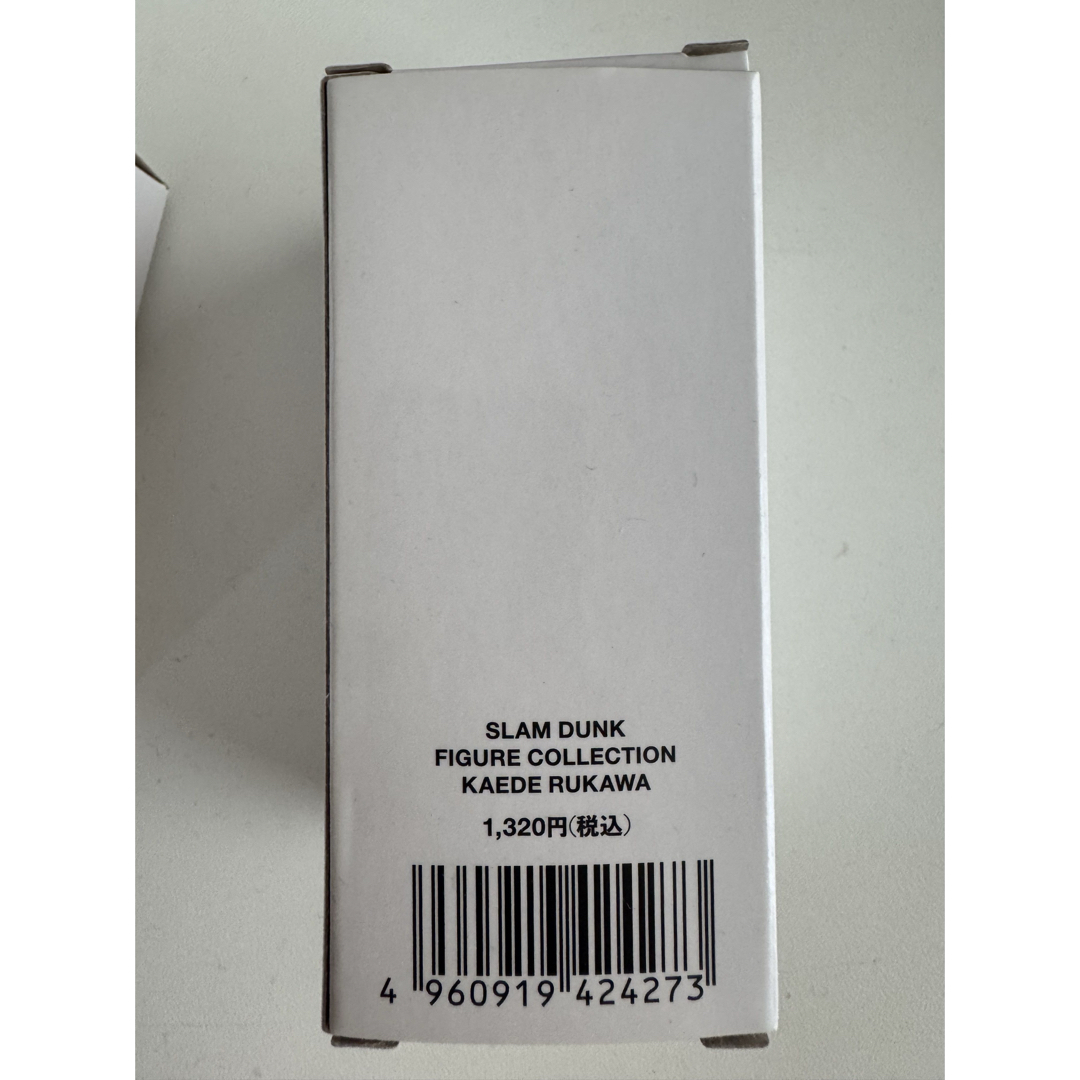 SLAM DUNK
FIGURE COLLECTION
KAEDE RUKAWA
1,320円(税込)
4 960919 424273